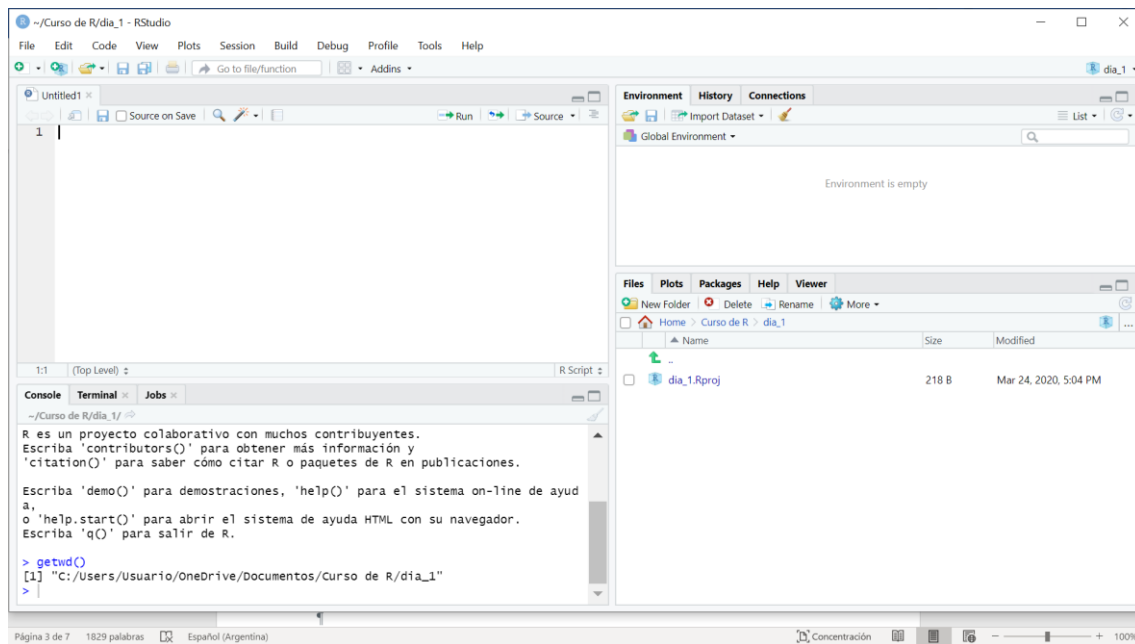 ~/Curso de R/dia_1 - RStudio
File Edit Code View Plots Session Build Debug Profile Tools Help
Go to file/function Addins dia_1
Untitled1
Source on Save Run Source
1
1:1 (Top Level) R Script
Console Terminal Jobs
~/Curso de R/dia_1/
R es un proyecto colaborativo con muchos contribuyentes.
Escriba 'contributors()' para obtener más información y
'citation()' para saber cómo citar R o paquetes de R en publicaciones.
Escriba 'demo()' para demostraciones, 'help()' para el sistema on-line de ayud
a,
o 'help.start()' para abrir el sistema de ayuda HTML con su navegador.
Escriba 'q()' para salir de R.
> getwd()
[1] "C:/Users/Usuario/OneDrive/Documentos/Curso de R/dia_1"
>
Environment History Connections
Import Dataset List
Global Environment
Environment is empty
Files Plots Packages Help Viewer
New Folder Delete Rename More
Home > Curso de R > dia_1 ...
Name Size Modified
..
dia_1.Rproj 218 B Mar 24, 2020, 5:04 PM
¶
Página 3 de 7 1829 palabras Español (Argentina) Concentración - + 100%